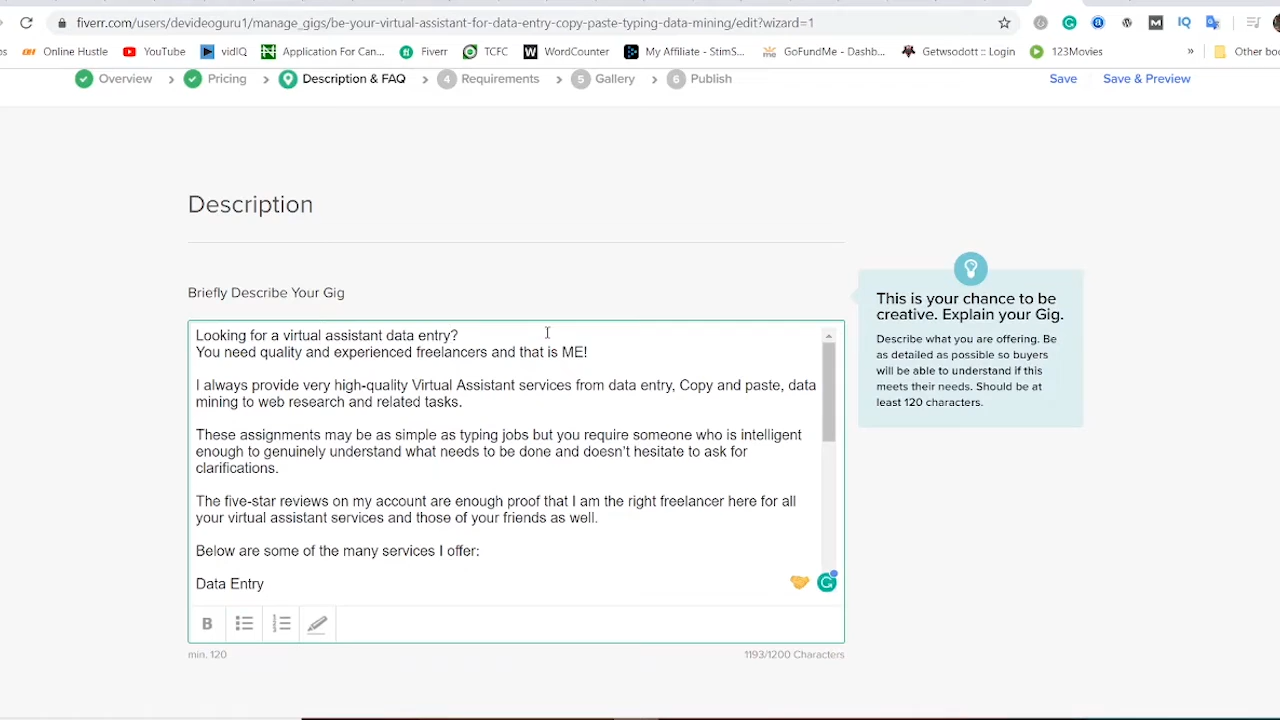 fiverr.com/users/devideoguru1/manage_gigs/be-your-virtual-assistant-for-data-entry-copy-paste-typing-data-mining/edit?wizard=1
Online Hustle YouTube vidIQ Application For Can... Fiverr TCFC WordCounter My Affiliate - StimS... GoFundMe - Dashb... Getwsodott :: Login 123Movies » Other boo
Overview Pricing Description & FAQ 4 Requirements 5 Gallery 6 Publish Save Save & Preview
Description
Briefly Describe Your Gig
Looking for a virtual assistant data entry?
You need quality and experienced freelancers and that is ME!
I always provide very high-quality Virtual Assistant services from data entry, Copy and paste, data
mining to web research and related tasks.
These assignments may be as simple as typing jobs but you require someone who is intelligent
enough to genuinely understand what needs to be done and doesn't hesitate to ask for
clarifications.
The five-star reviews on my account are enough proof that I am the right freelancer here for all
your virtual assistant services and those of your friends as well.
Below are some of the many services I offer:
Data Entry
B
min. 120
1193/1200 Characters
This is your chance to be
creative. Explain your Gig.
Describe what you are offering. Be
as detailed as possible so buyers
will be able to understand if this
meets their needs. Should be at
least 120 characters.